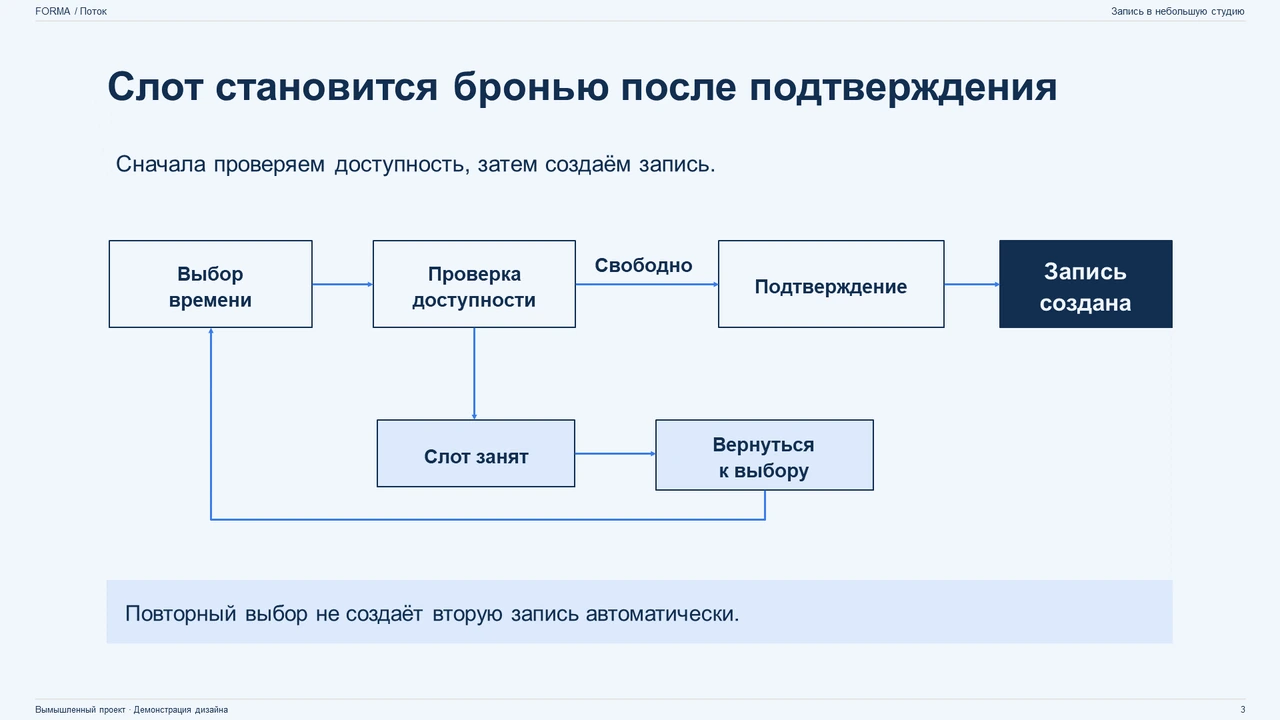 FORMA / Поток
Запись в небольшую студию
Слот становится бронью после подтверждения
Сначала проверяем доступность, затем создаём запись.
Выбор
времени
Проверка
доступности
Свободно
Подтверждение
Запись
создана
Слот занят
Вернуться
к выбору
Повторный выбор не создаёт вторую запись автоматически.
Вымышленный проект · Демонстрация дизайна
3